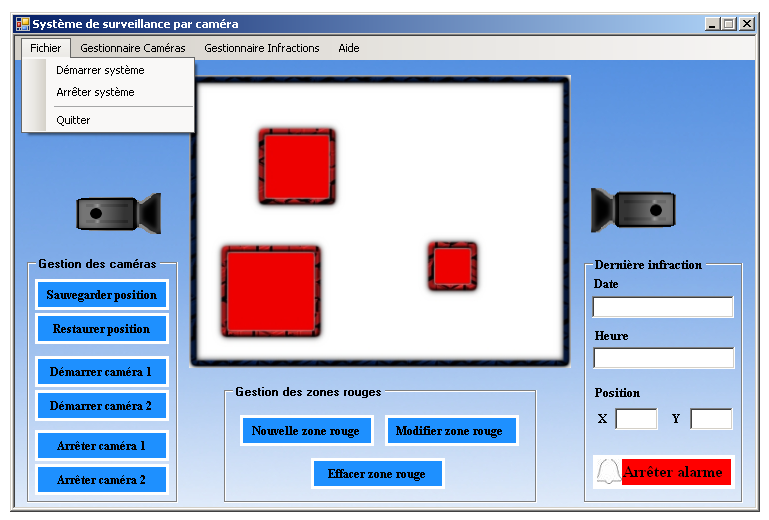 Système de surveillance par caméra
Fichier Gestionnaire Caméras Gestionnaire Infractions Aide
Démarrer système
Arrêter système
Quitter
Gestion des caméras
Sauvegarder position
Restaurer position
Démarrer caméra 1
Démarrer caméra 2
Arrêter caméra 1
Arrêter caméra 2
Gestion des zones rouges
Nouvelle zone rouge
Modifier zone rouge
Effacer zone rouge
Dernière infraction
Date
Heure
Position
X Y
Arrêter alarme